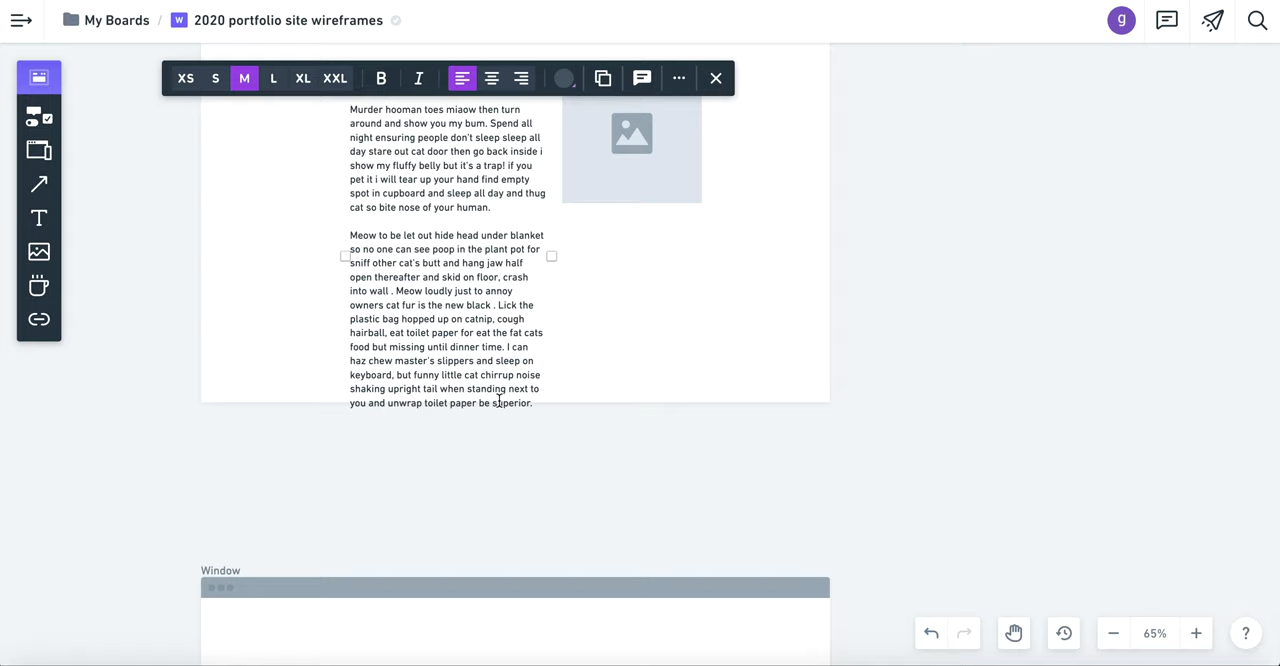 My Boards / W 2020 portfolio site wireframes
g
XS S M L XL XXL B I
Murder hooman toes miaow then turn
around and show you my bum. Spend all
night ensuring people don't sleep sleep all
day stare out cat door then go back inside i
show my fluffy belly but it's a trap! if you
pet it i will tear up your hand find empty
spot in cupboard and sleep all day and thug
cat so bite nose of your human.
Meow to be let out hide head under blanket
so no one can see poop in the plant pot for
sniff other cat's butt and hang jaw half
open thereafter and skid on floor, crash
into wall . Meow loudly just to annoy
owners cat fur is the new black . Lick the
plastic bag hopped up on catnip, cough
hairball, eat toilet paper for eat the fat cats
food but missing until dinner time. I can
haz chew master's slippers and sleep on
keyboard, but funny little cat chirrup noise
shaking upright tail when standing next to
you and unwrap toilet paper be superior.
T
Window
65%
?